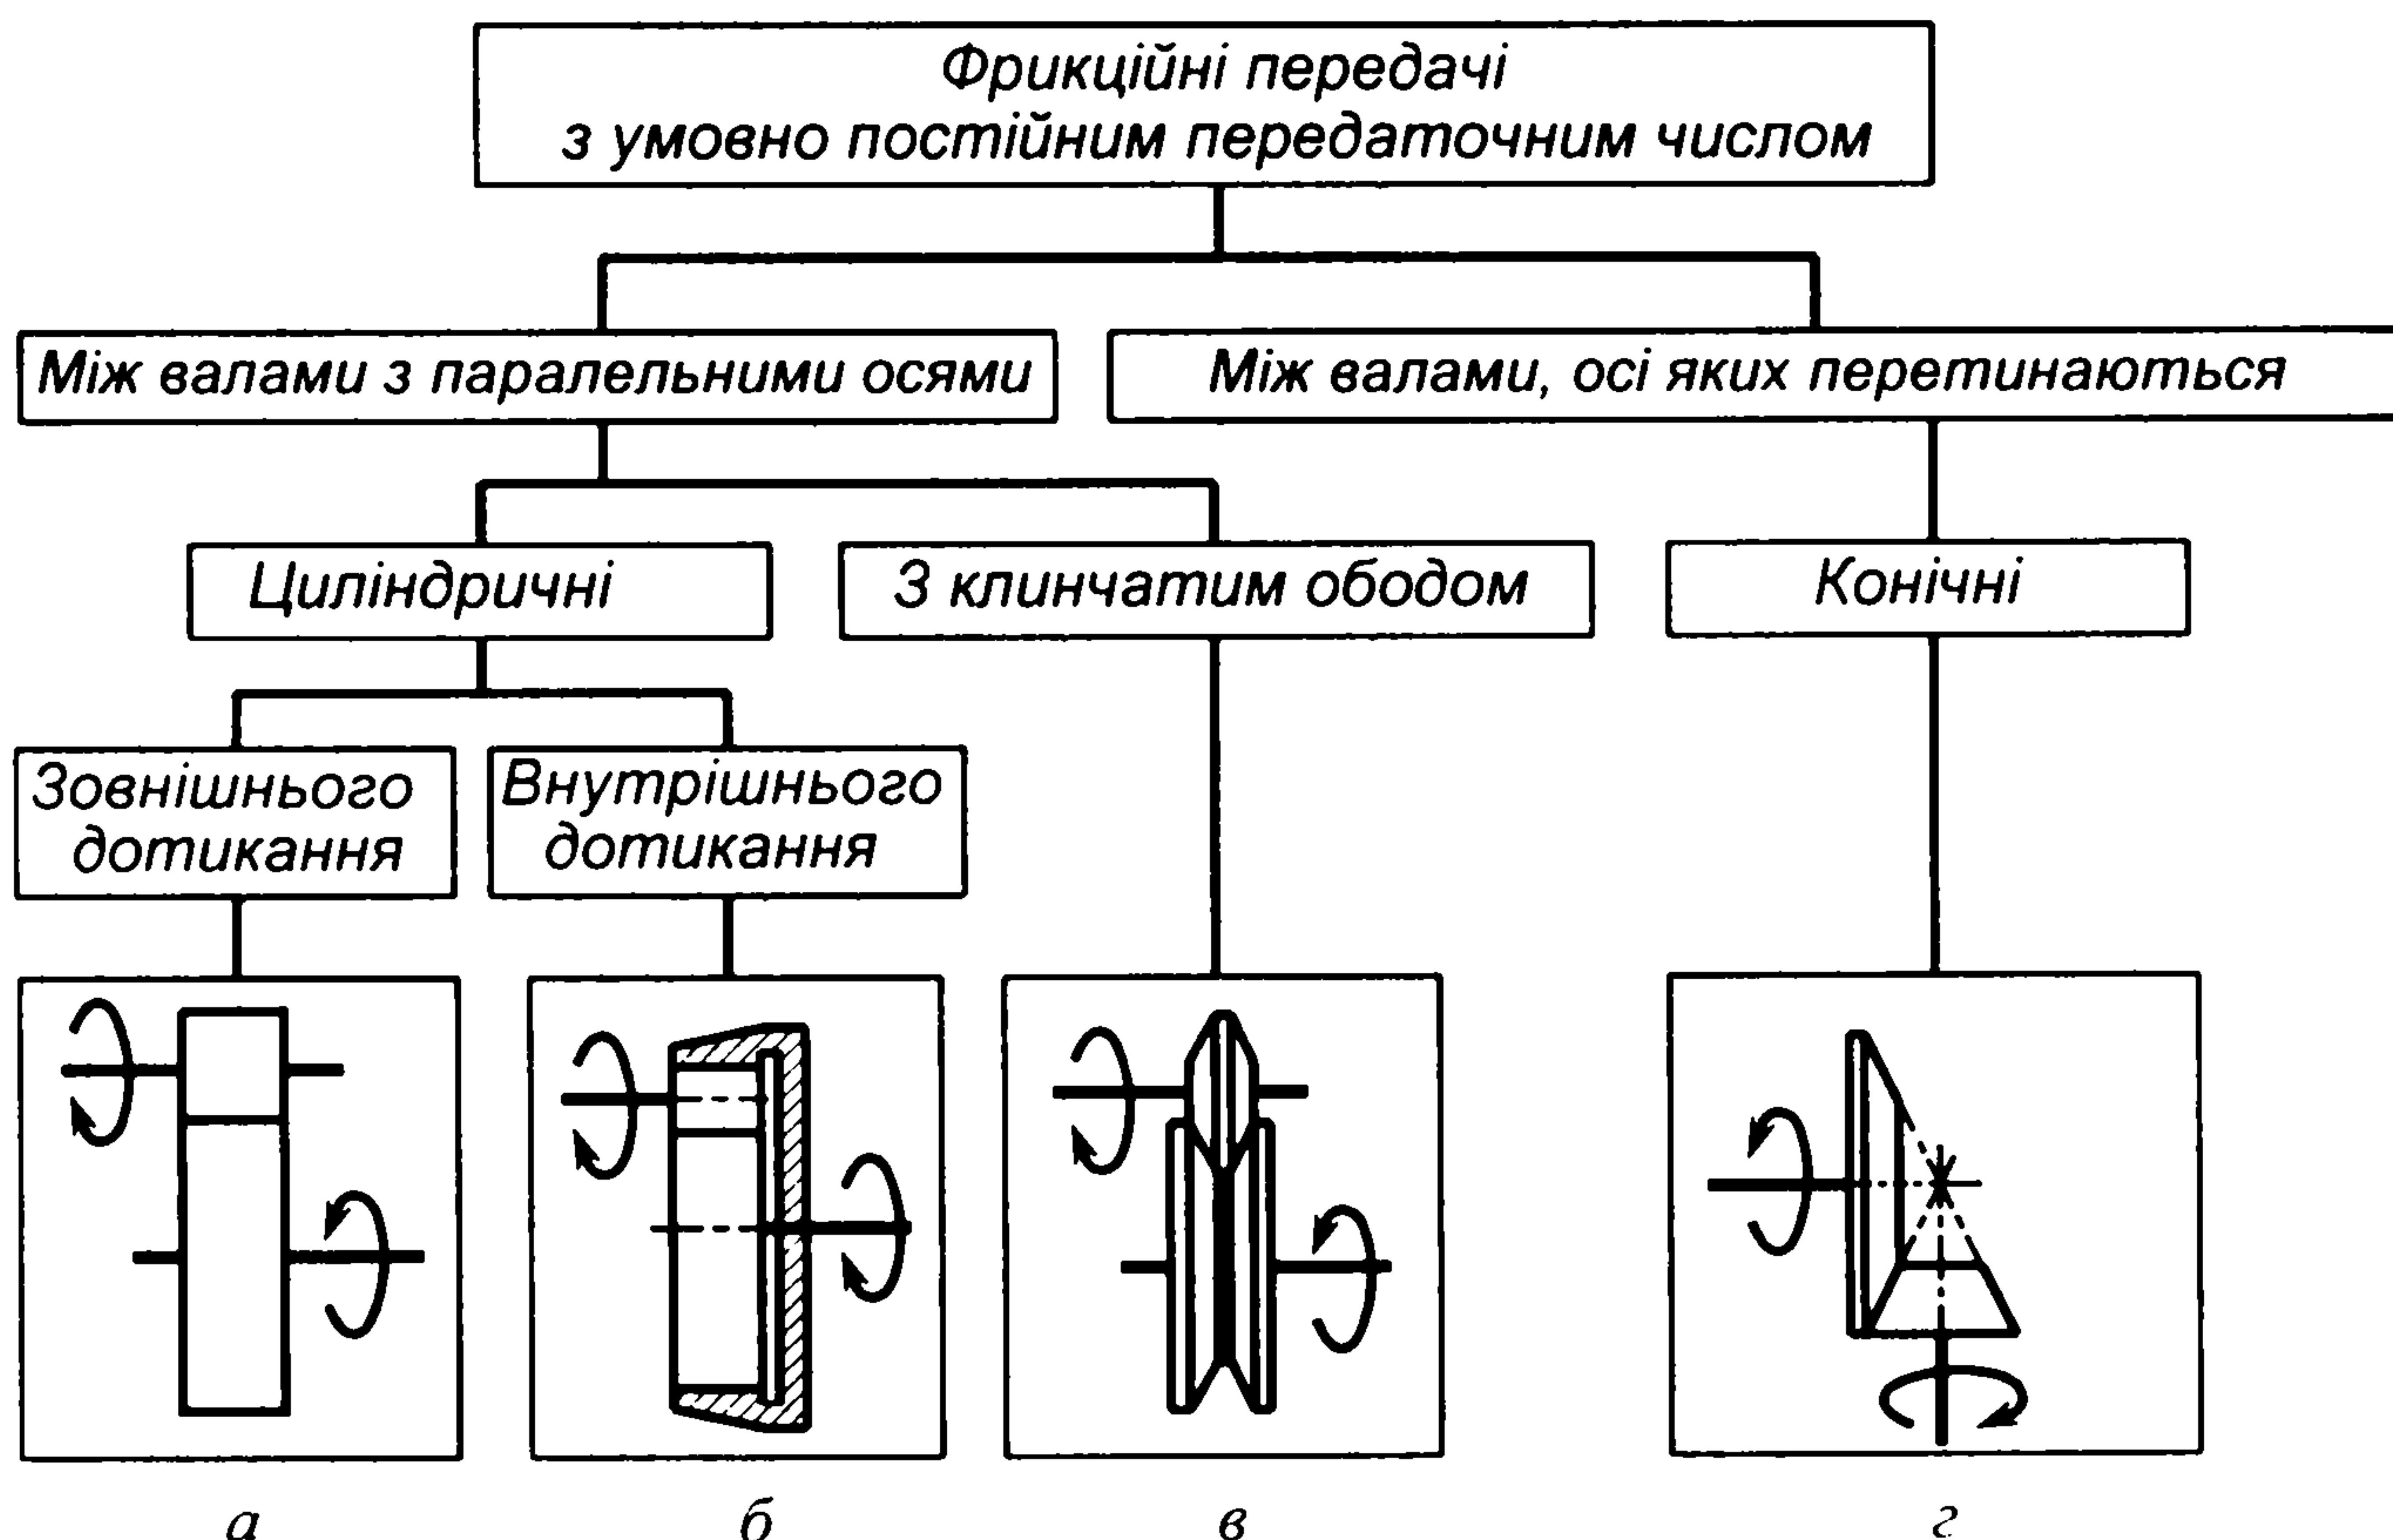 Фрикційні передачі
з умовно постійним передаточним числом
Між валами з паралельними осями
Між валами, осі яких перетинаються
Циліндричні
З клинчатим ободом
Конічні
Зовнішнього
дотикання
Внутрішнього
дотикання
а
б
в
г